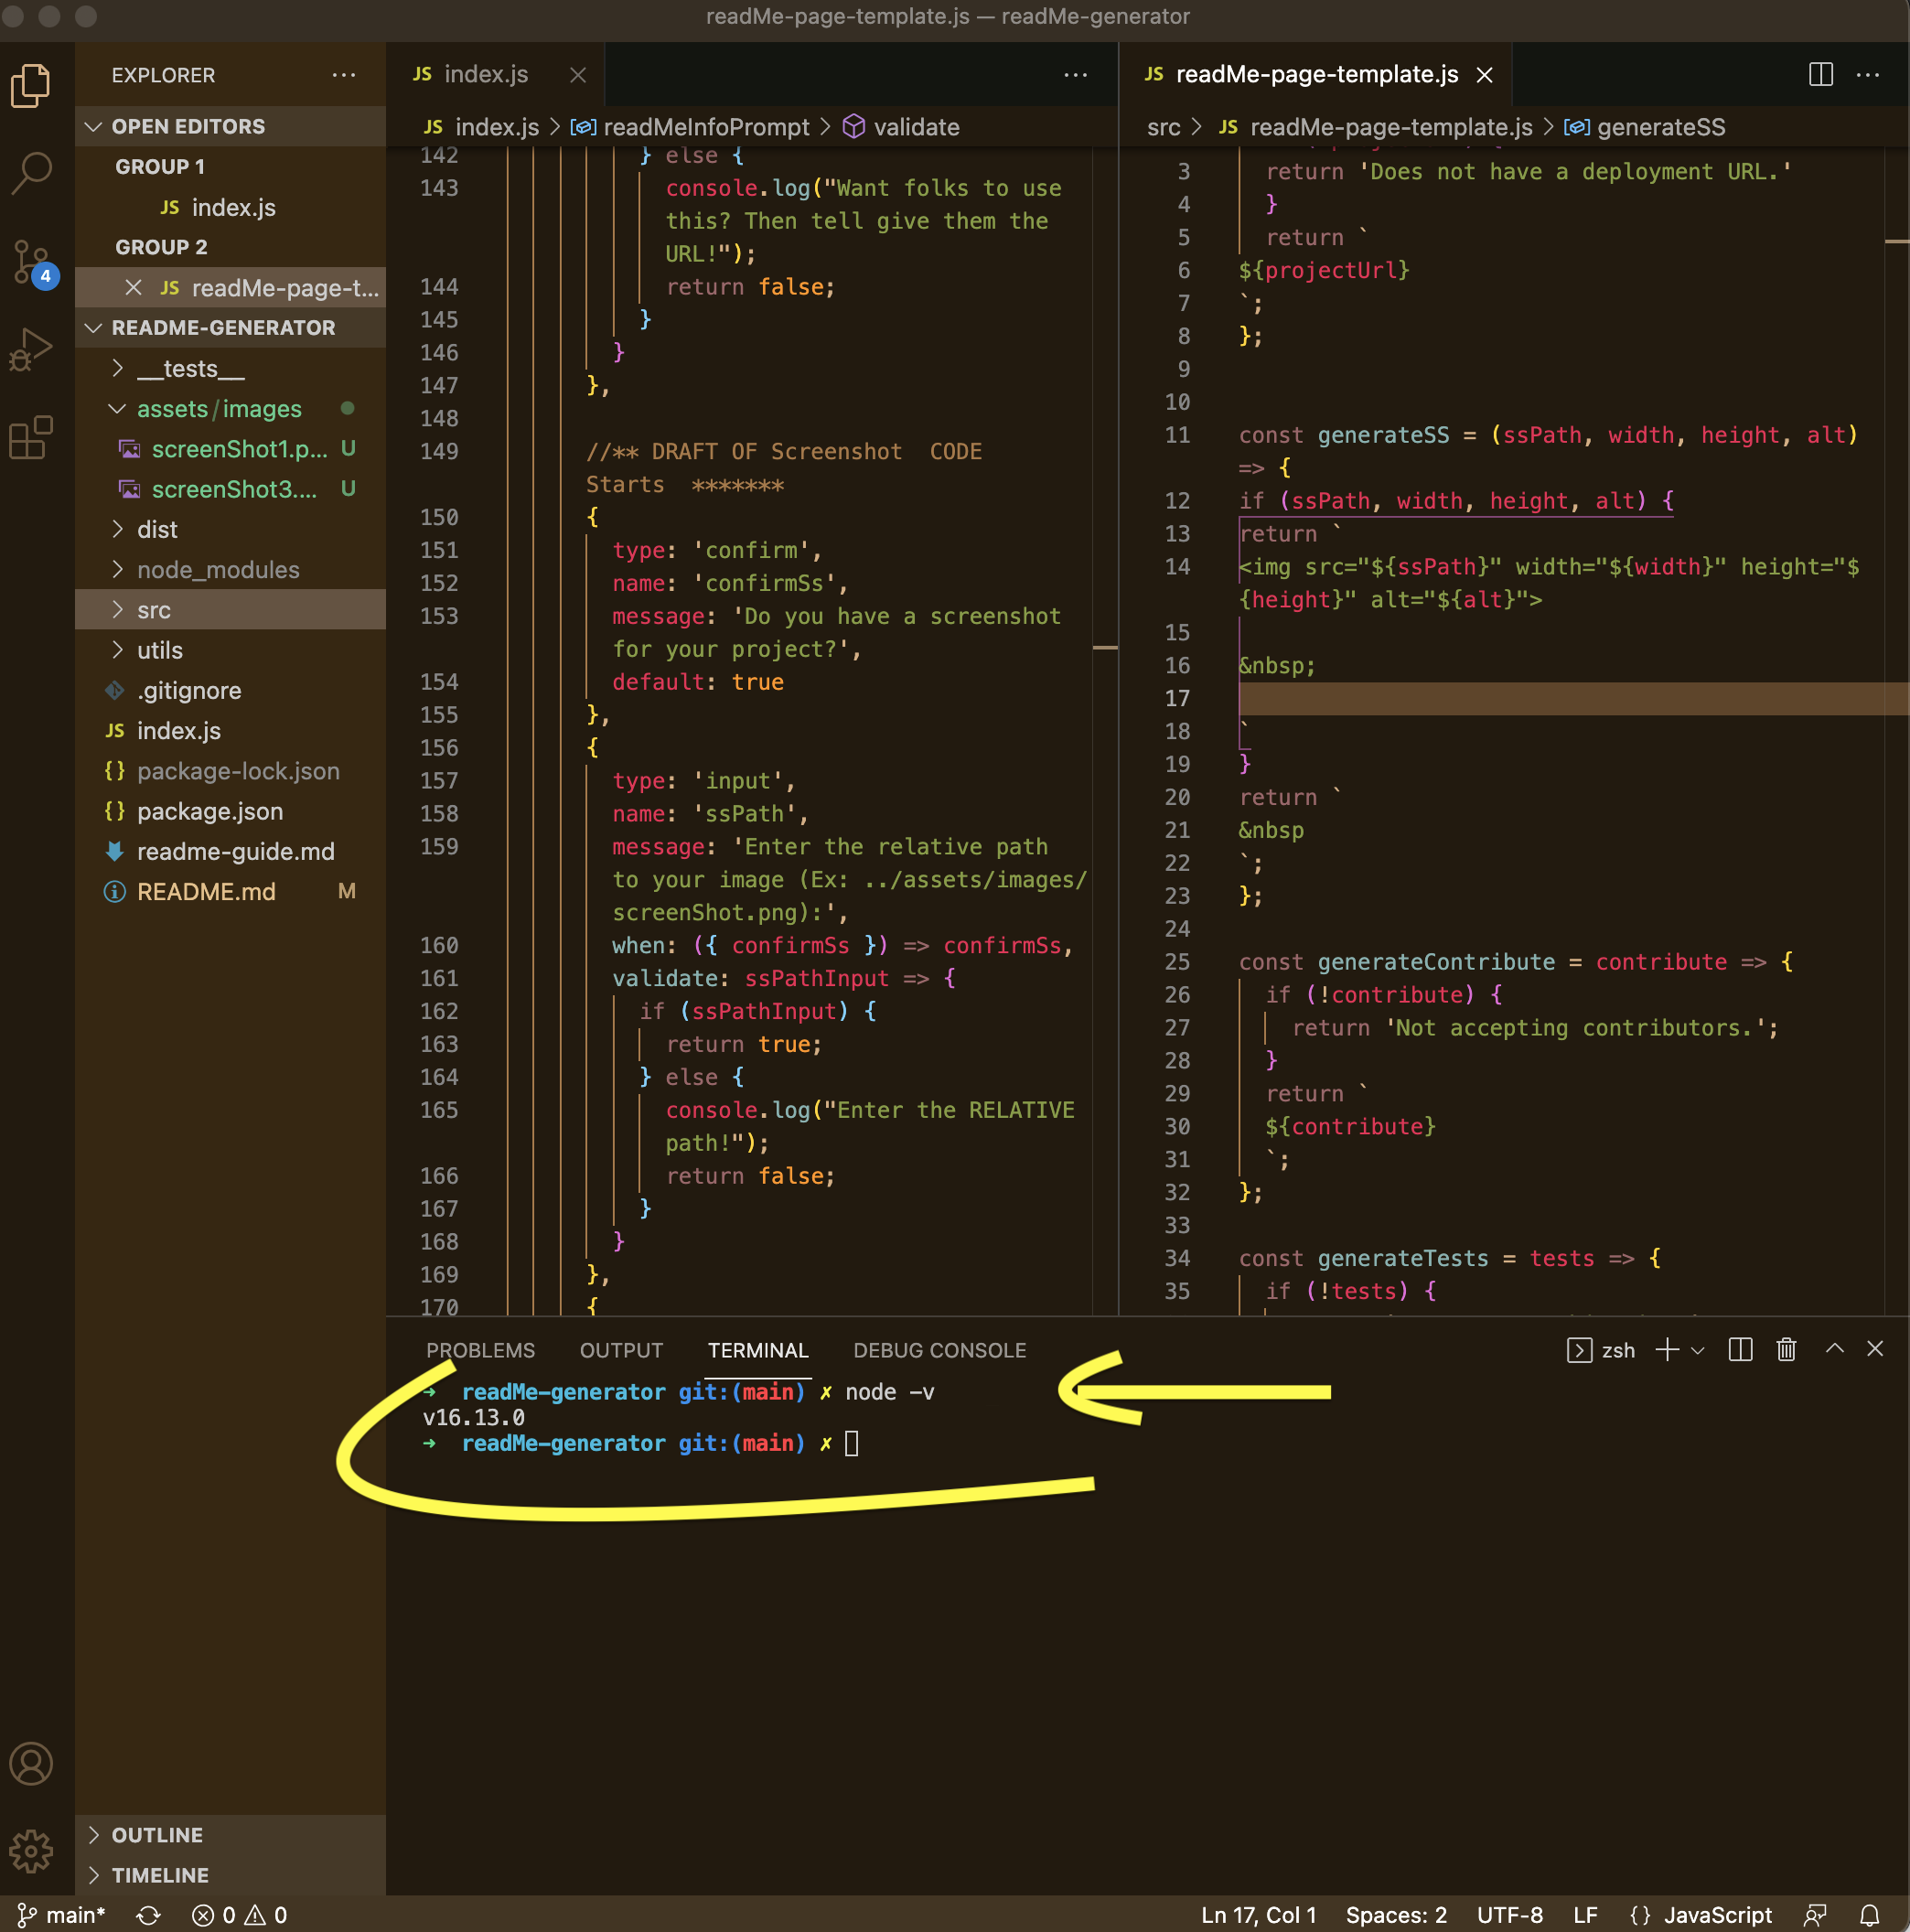 readMe-page-template.js — readMe-generator
EXPLORER
OPEN EDITORS
GROUP 1
JS index.js
GROUP 2
JS readMe-page-t...
README-GENERATOR
__tests__
assets/images
screenShot1.p... U
screenShot3.... U
dist
node_modules
src
utils
.gitignore
JS index.js
{} package-lock.json
{} package.json
readme-guide.md
README.md M
OUTLINE
TIMELINE
4
JS index.js
JS index.js > readMeInfoPrompt > validate
142 } else {
143 console.log("Want folks to use
this? Then tell give them the
URL!");
144 return false;
145 }
146 }
147 },
148
149 //** DRAFT OF Screenshot  CODE
Starts  *******
150 {
151 type: 'confirm',
152 name: 'confirmSs',
153 message: 'Do you have a screenshot
for your project?',
154 default: true
155 },
156 {
157 type: 'input',
158 name: 'ssPath',
159 message: 'Enter the relative path
to your image (Ex: ../assets/images/
screenShot.png):',
160 when: ({ confirmSs }) => confirmSs,
161 validate: ssPathInput => {
162 if (ssPathInput) {
163 return true;
164 } else {
165 console.log("Enter the RELATIVE
path!");
166 return false;
167 }
168 }
169 },
170 {
JS readMe-page-template.js
src > JS readMe-page-template.js > generateSS
3 return 'Does not have a deployment URL.'
4 }
5 return `
6 ${projectUrl}
7 `;
8 };
9
10
11 const generateSS = (ssPath, width, height, alt)
=> {
12 if (ssPath, width, height, alt) {
13 return `
14 <img src="${ssPath}" width="${width}" height="$
{height}" alt="${alt}">
15
16 &nbsp;
17
18 `
19 }
20 return `
21 &nbsp
22 `;
23 };
24
25 const generateContribute = contribute => {
26 if (!contribute) {
27 return 'Not accepting contributors.';
28 }
29 return `
30 ${contribute}
31 `;
32 };
33
34 const generateTests = tests => {
35 if (!tests) {
PROBLEMS OUTPUT TERMINAL DEBUG CONSOLE zsh
➜ readMe-generator git:(main) ✗ node -v
v16.13.0
➜ readMe-generator git:(main) ✗
main* 0 0 Ln 17, Col 1 Spaces: 2 UTF-8 LF {} JavaScript